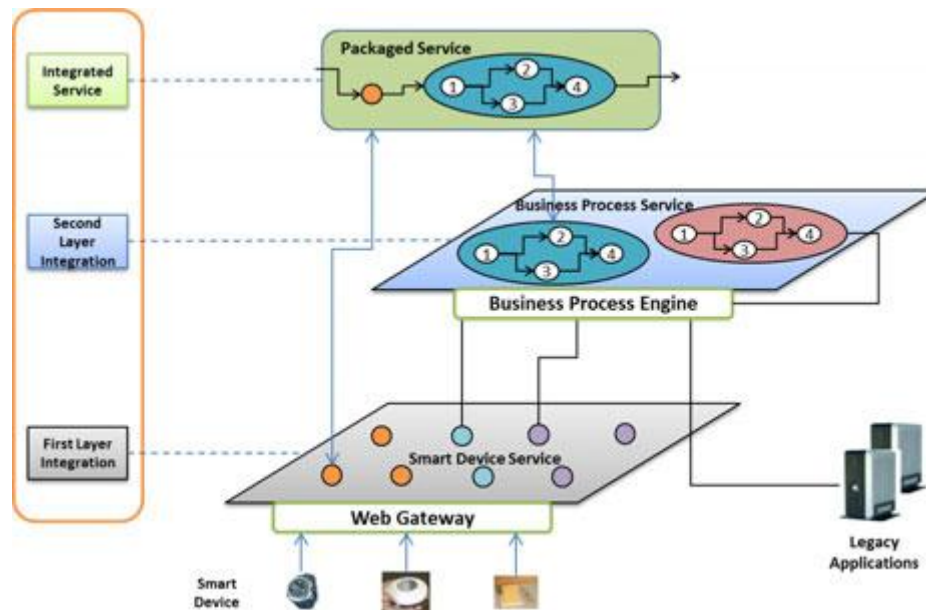 Packaged Service
Integrated
Service
1
2
3
4
Second
Layer
Integration
Business Process Service
1
2
3
4
1
2
3
4
Business Process Engine
First Layer
Integration
Smart Device Service
Web Gateway
Smart
Device
Legacy
Applications